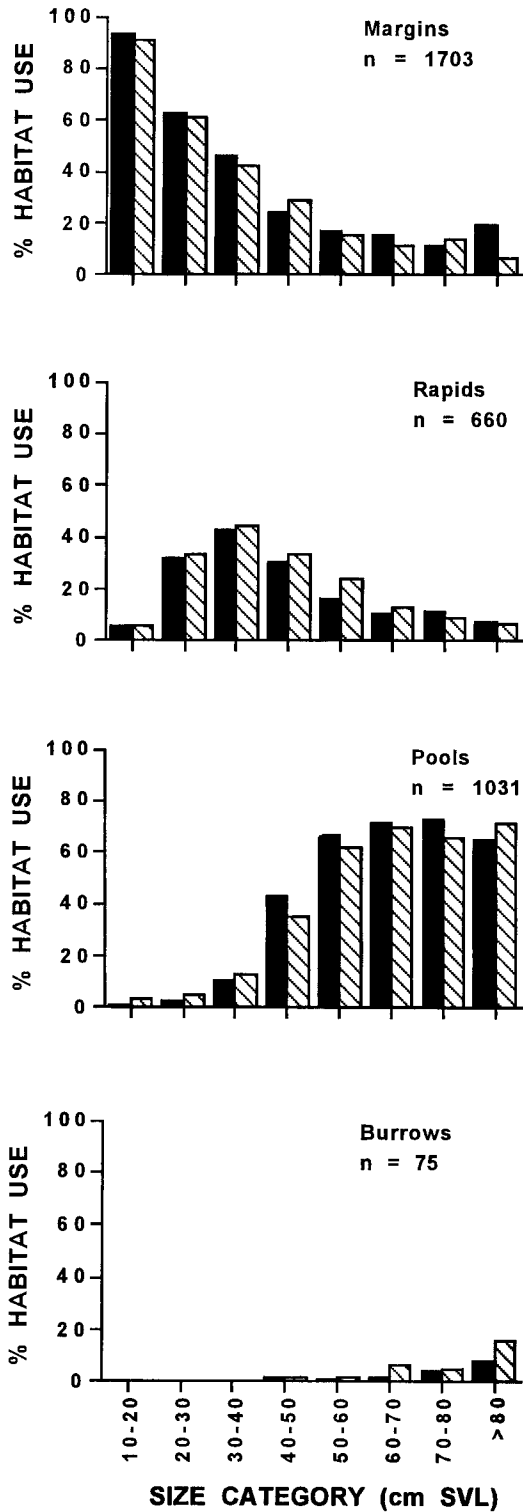 Margins
n = 1703
% HABITAT USE
100
80
60
40
20
0
Rapids
n = 660
% HABITAT USE
100
80
60
40
20
0
Pools
n = 1031
% HABITAT USE
100
80
60
40
20
0
Burrows
n = 75
% HABITAT USE
100
80
60
40
20
0
10-20
20-30
30-40
40-50
50-60
60-70
70-80
>80
SIZE CATEGORY (cm SVL)